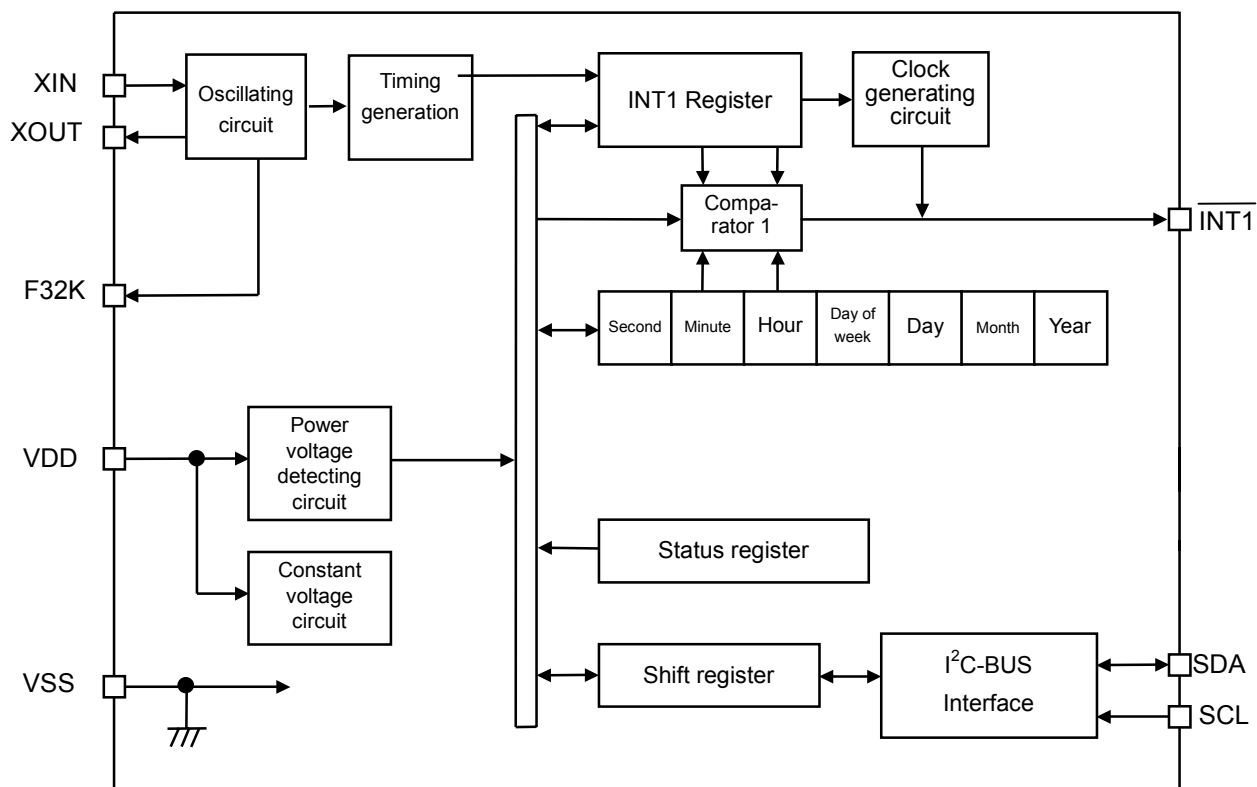 XIN
XOUT
F32K
VDD
VSS
Oscillating
circuit
Timing
generation
INT1 Register
Clock
generating
circuit
Compa-
rator 1
INT1
Second
Minute
Hour
Day of
week
Day
Month
Year
Power
voltage
detecting
circuit
Constant
voltage
circuit
Status register
Shift register
I²C-BUS
Interface
SDA
SCL